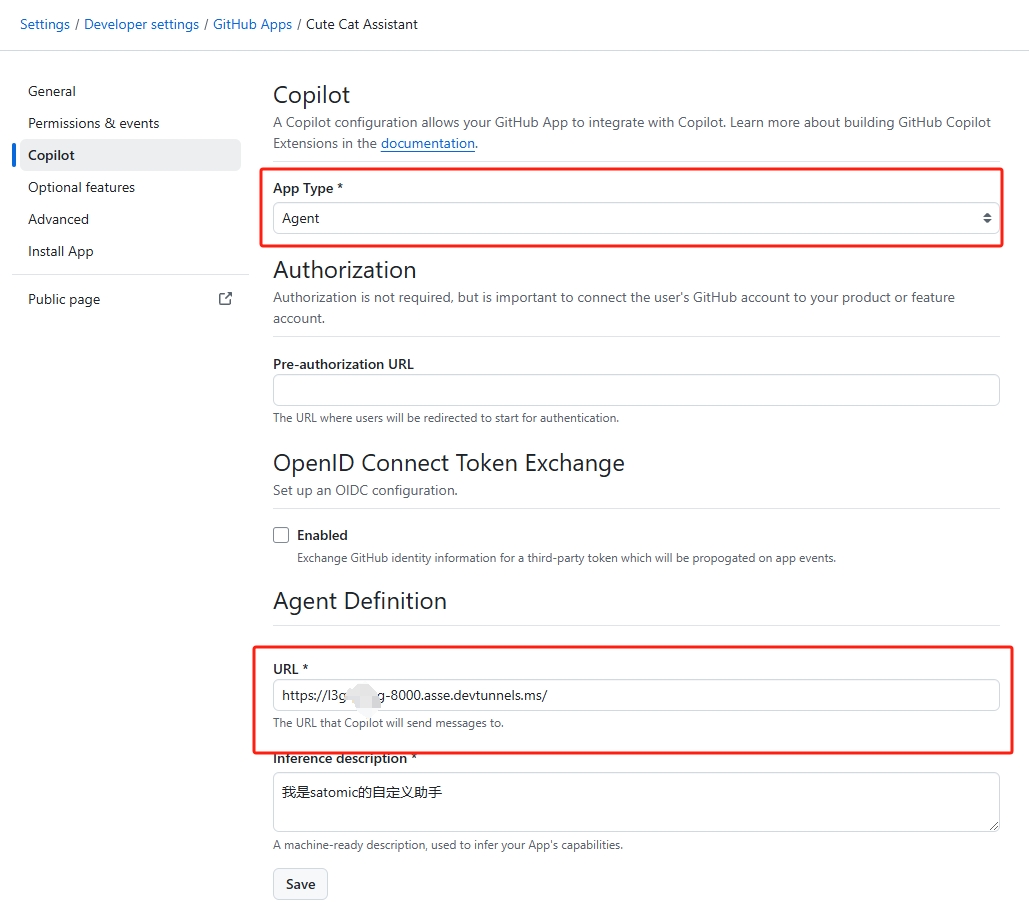 Settings / Developer settings / GitHub Apps / Cute Cat Assistant
General
Permissions & events
Copilot
Optional features
Advanced
Install App
Public page
Copilot
A Copilot configuration allows your GitHub App to integrate with Copilot. Learn more about building GitHub Copilot
Extensions in the documentation.
App Type *
Agent
Authorization
Authorization is not required, but is important to connect the user's GitHub account to your product or feature
account.
Pre-authorization URL
The URL where users will be redirected to start for authentication.
OpenID Connect Token Exchange
Set up an OIDC configuration.
Enabled
Exchange GitHub identity information for a third-party token which will be propogated on app events.
Agent Definition
URL *
https://l3g g-8000.asse.devtunnels.ms/
The URL that Copilot will send messages to.
Inference description *
我是satomic的自定义助手
A machine-ready description, used to infer your App's capabilities.
Save